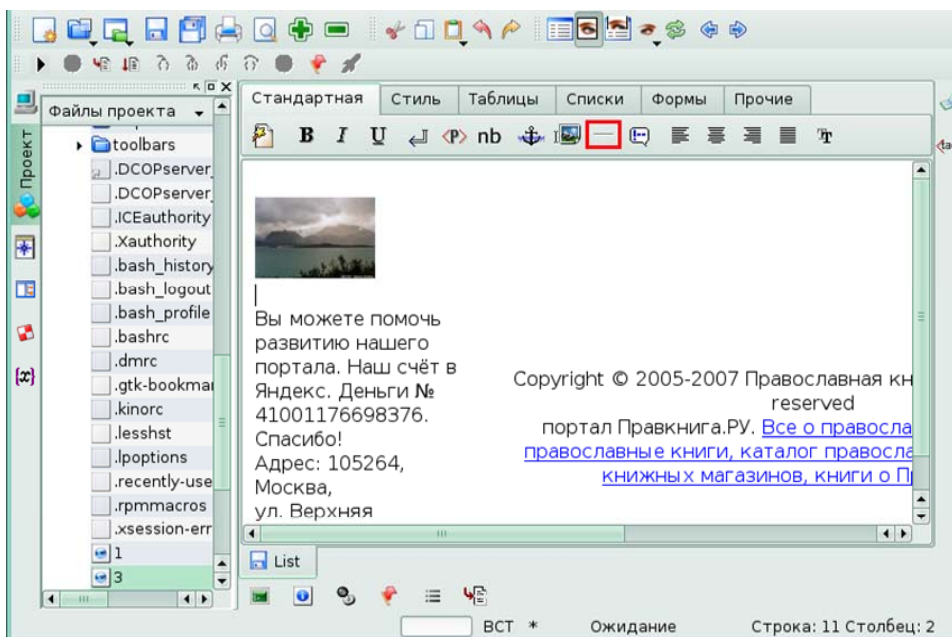 Стандартная Стиль Таблицы Списки Формы Прочие
Файлы проекта
Проект
B I U <P> nb
toolbars
.DCOPserver_
.DCOPserver_
.ICEauthority
.Xauthority
.bash_history
.bash_logout
.bash_profile
.bashrc
.dmrc
.gtk-bookmar
.kinorc
.lesshst
.lpoptions
.recently-use
.rpmmacros
.xsession-err
1
3
{x}
Вы можете помочь
развитию нашего
портала. Наш счёт в
Яндекс. Деньги №
41001176698376.
Спасибо!
Адрес: 105264,
Москва,
ул. Верхняя
Copyright © 2005-2007 Православная кн
reserved
портал Правкнига.РУ. Все о правосла
православные книги, каталог правосла
книжных магазинов, книги о П
List
ВСТ * Ожидание Строка: 11 Столбец: 2